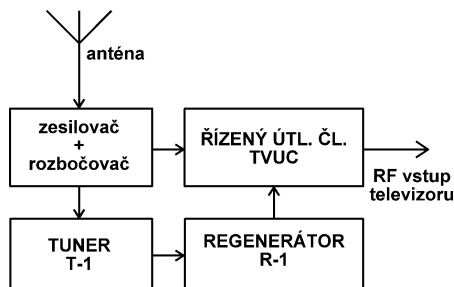 anténa
zesilovač
+
rozbočovač
ŘÍZENÝ ÚTL. ČL.
TVUC
RF vstup
televizoru
TUNER
T-1
REGENERÁTOR
R-1